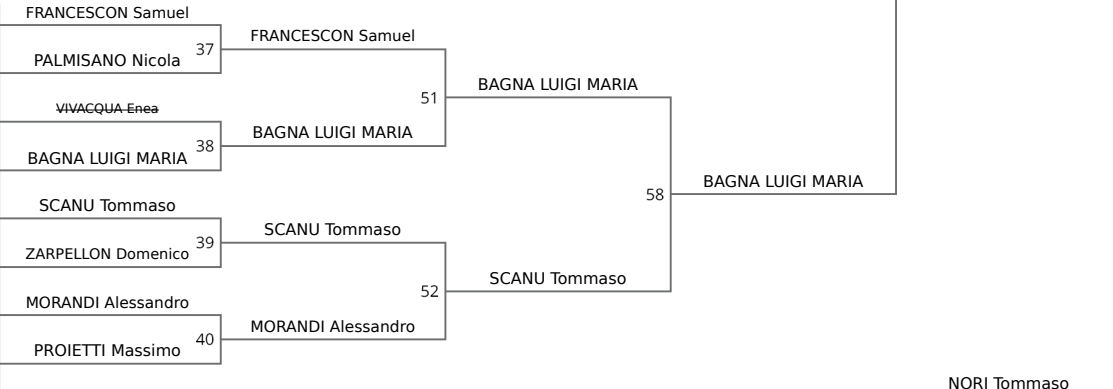 FRANCESCON Samuel
37
FRANCESCON Samuel
PALMISANO Nicola
BAGNA LUIGI MARIA
51
VIVACQUA Enea
BAGNA LUIGI MARIA
38
BAGNA LUIGI MARIA
BAGNA LUIGI MARIA
58
SCANU Tommaso
SCANU Tommaso
39
ZARPELLON Domenico
SCANU Tommaso
52
MORANDI Alessandro
MORANDI Alessandro
40
PROIETTI Massimo
NORI Tommaso